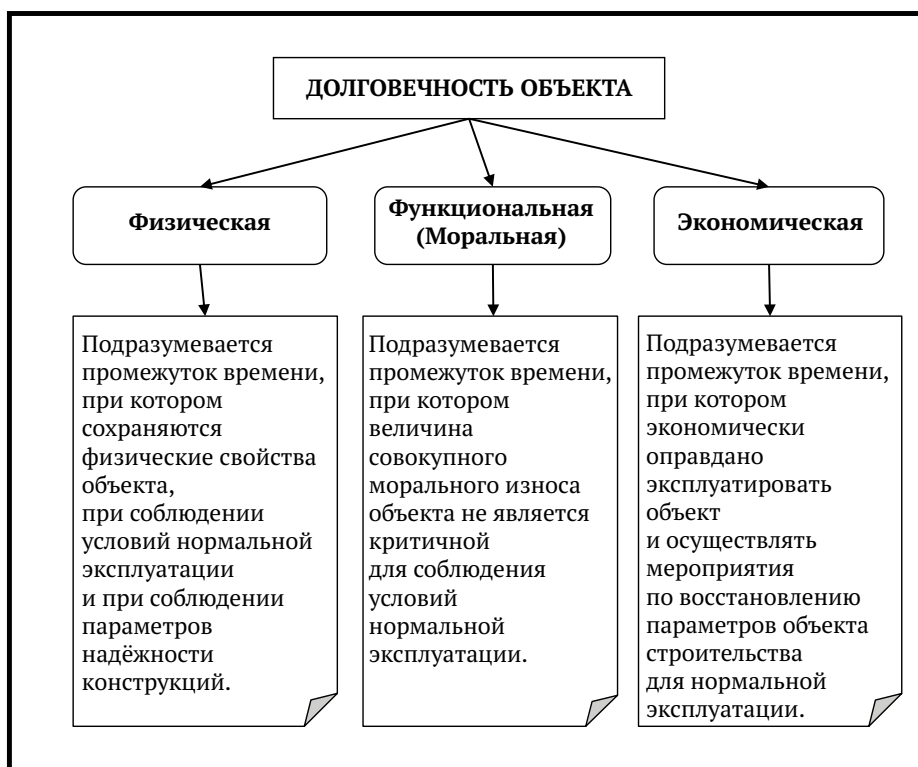 ДОЛГОВЕЧНОСТЬ ОБЪЕКТА
Физическая
Функциональная
(Моральная)
Экономическая
Подразумевается
промежуток времени,
при котором
сохраняются
физические свойства
объекта,
при соблюдении
условий нормальной
эксплуатации
и при соблюдении
параметров
надёжности
конструкций.
Подразумевается
промежуток времени,
при котором
величина
совокупного
морального износа
объекта не является
критичной
для соблюдения
условий
нормальной
эксплуатации.
Подразумевается
промежуток времени,
при котором
экономически
оправдано
эксплуатировать
объект
и осуществлять
мероприятия
по восстановлению
параметров объекта
строительства
для нормальной
эксплуатации.